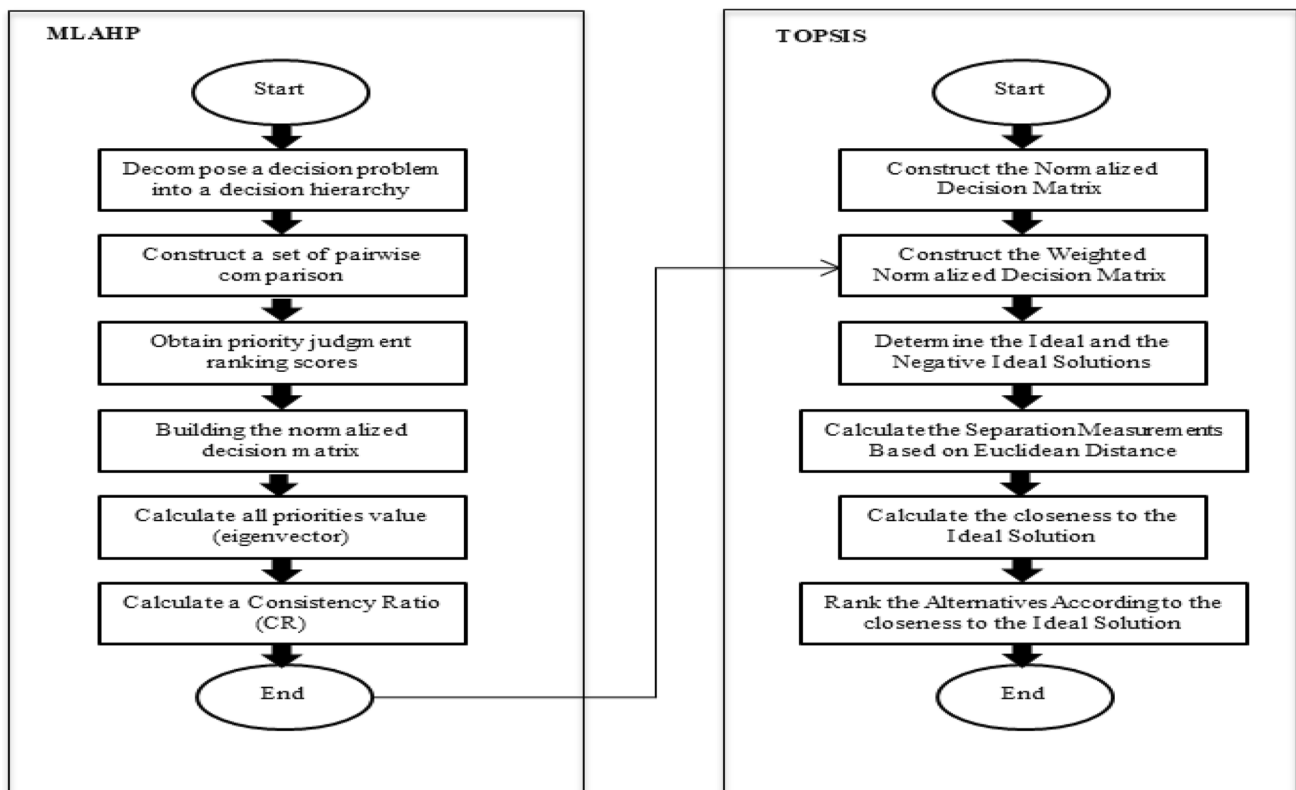 MLAHP
Start
Decompose a decision problem
into a decision hierarchy
Construct a set of pairwise
comparison
Obtain priority judgment
ranking scores
Building the normalized
decision matrix
Calculate all priorities value
(eigenvector)
Calculate a Consistency Ratio
(CR)
End
TOPSIS
Start
Construct the Normalized
Decision Matrix
Construct the Weighted
Normalized Decision Matrix
Determine the Ideal and the
Negative Ideal Solutions
Calculate the Separation Measurements
Based on Euclidean Distance
Calculate the closeness to the
Ideal Solution
Rank the Alternatives According to the
closeness to the Ideal Solution
End